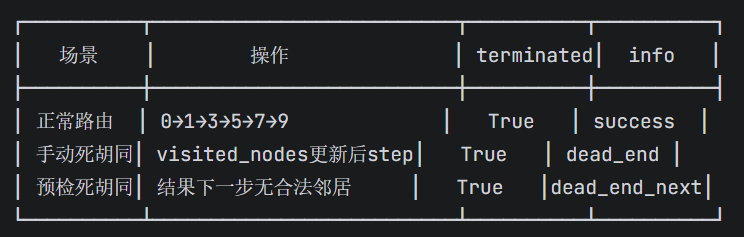 场景 操作 terminated info
正常路由 0→1→3→5→7→9 True success
手动死胡同 visited_nodes更新后step True dead_end
预检死胡同 结果下一步无合法邻居 True dead_end_next